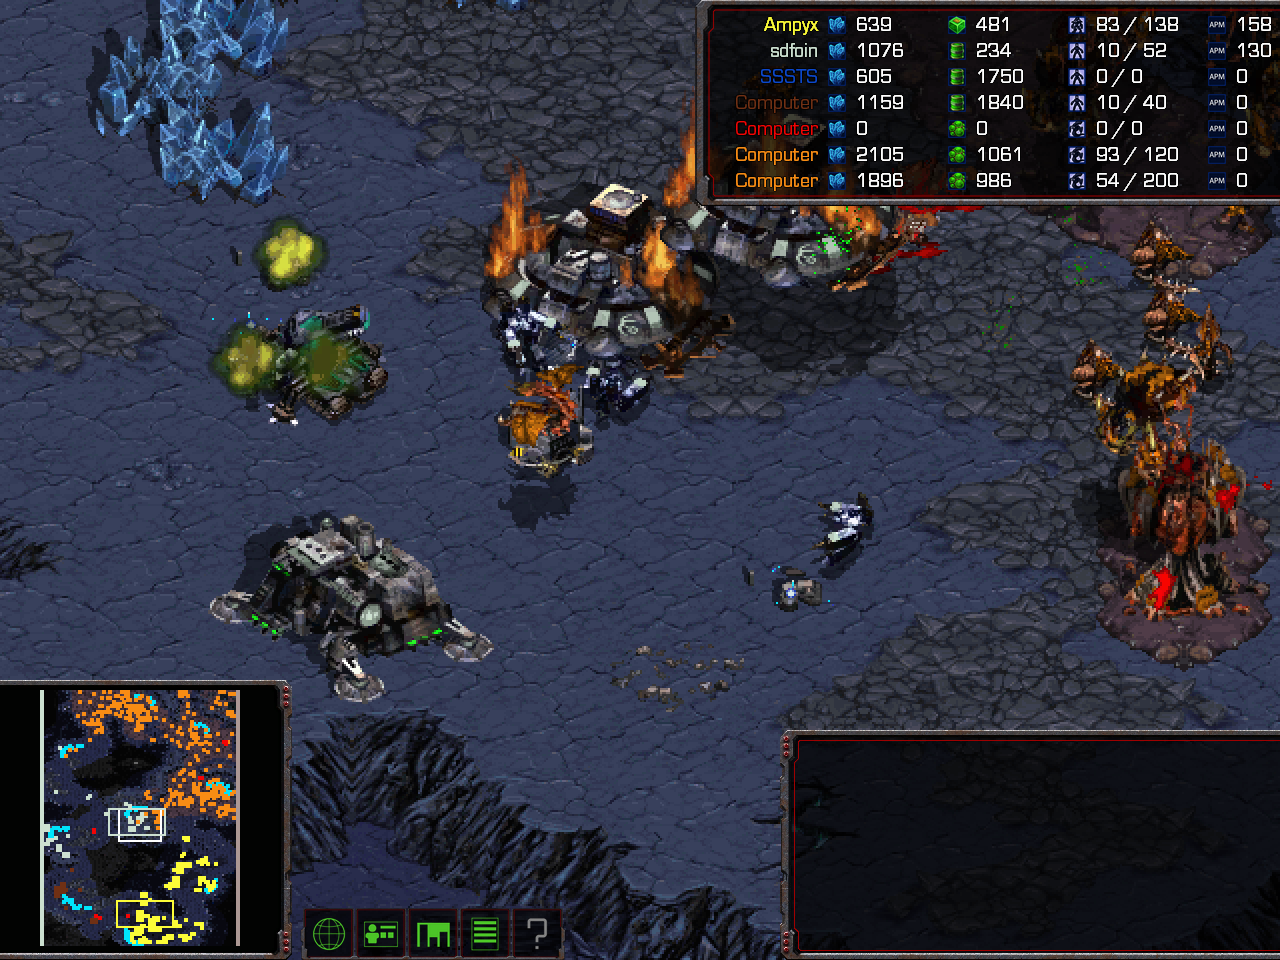 Ampyx 639 481 83 / 138 APM 158
sdfoin 1076 234 10 / 52 APM 130
SSSTS 605 1750 0 / 0 APM 0
Computer 1159 1840 10 / 40 APM 0
Computer 0 0 0 / 0 APM 0
Computer 2105 1061 93 / 120 APM 0
Computer 1896 986 54 / 200 APM 0
?